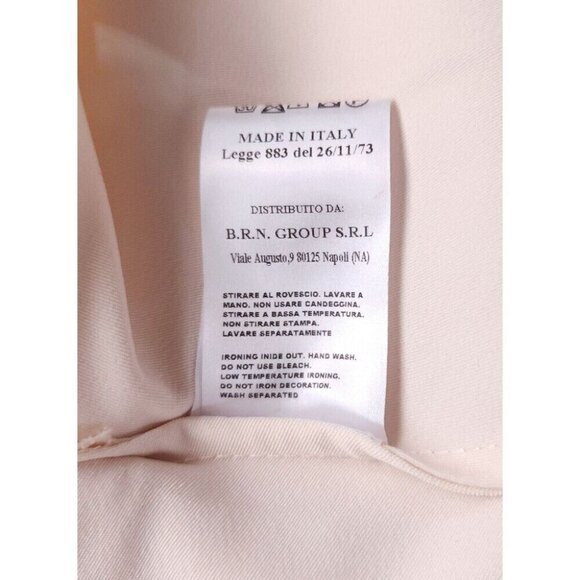 MADE IN ITALY
Legge 883 del 26/11/73
DISTRIBUITO DA:
B.R.N. GROUP S.R.L
Viale Augusto,9 80125 Napoli (NA)
STIRARE AL ROVESCIO. LAVARE A
MANO. NON USARE CANDEGGINA.
STIRARE A BASSA TEMPERATURA.
NON STIRARE STAMPA.
LAVARE SEPARATAMENTE
IRONING INIDE OUT. HAND WASH.
DO NOT USE BLEACH.
LOW TEMPERATURE IRONING.
DO NOT IRON DECORATION.
WASH SEPARATED